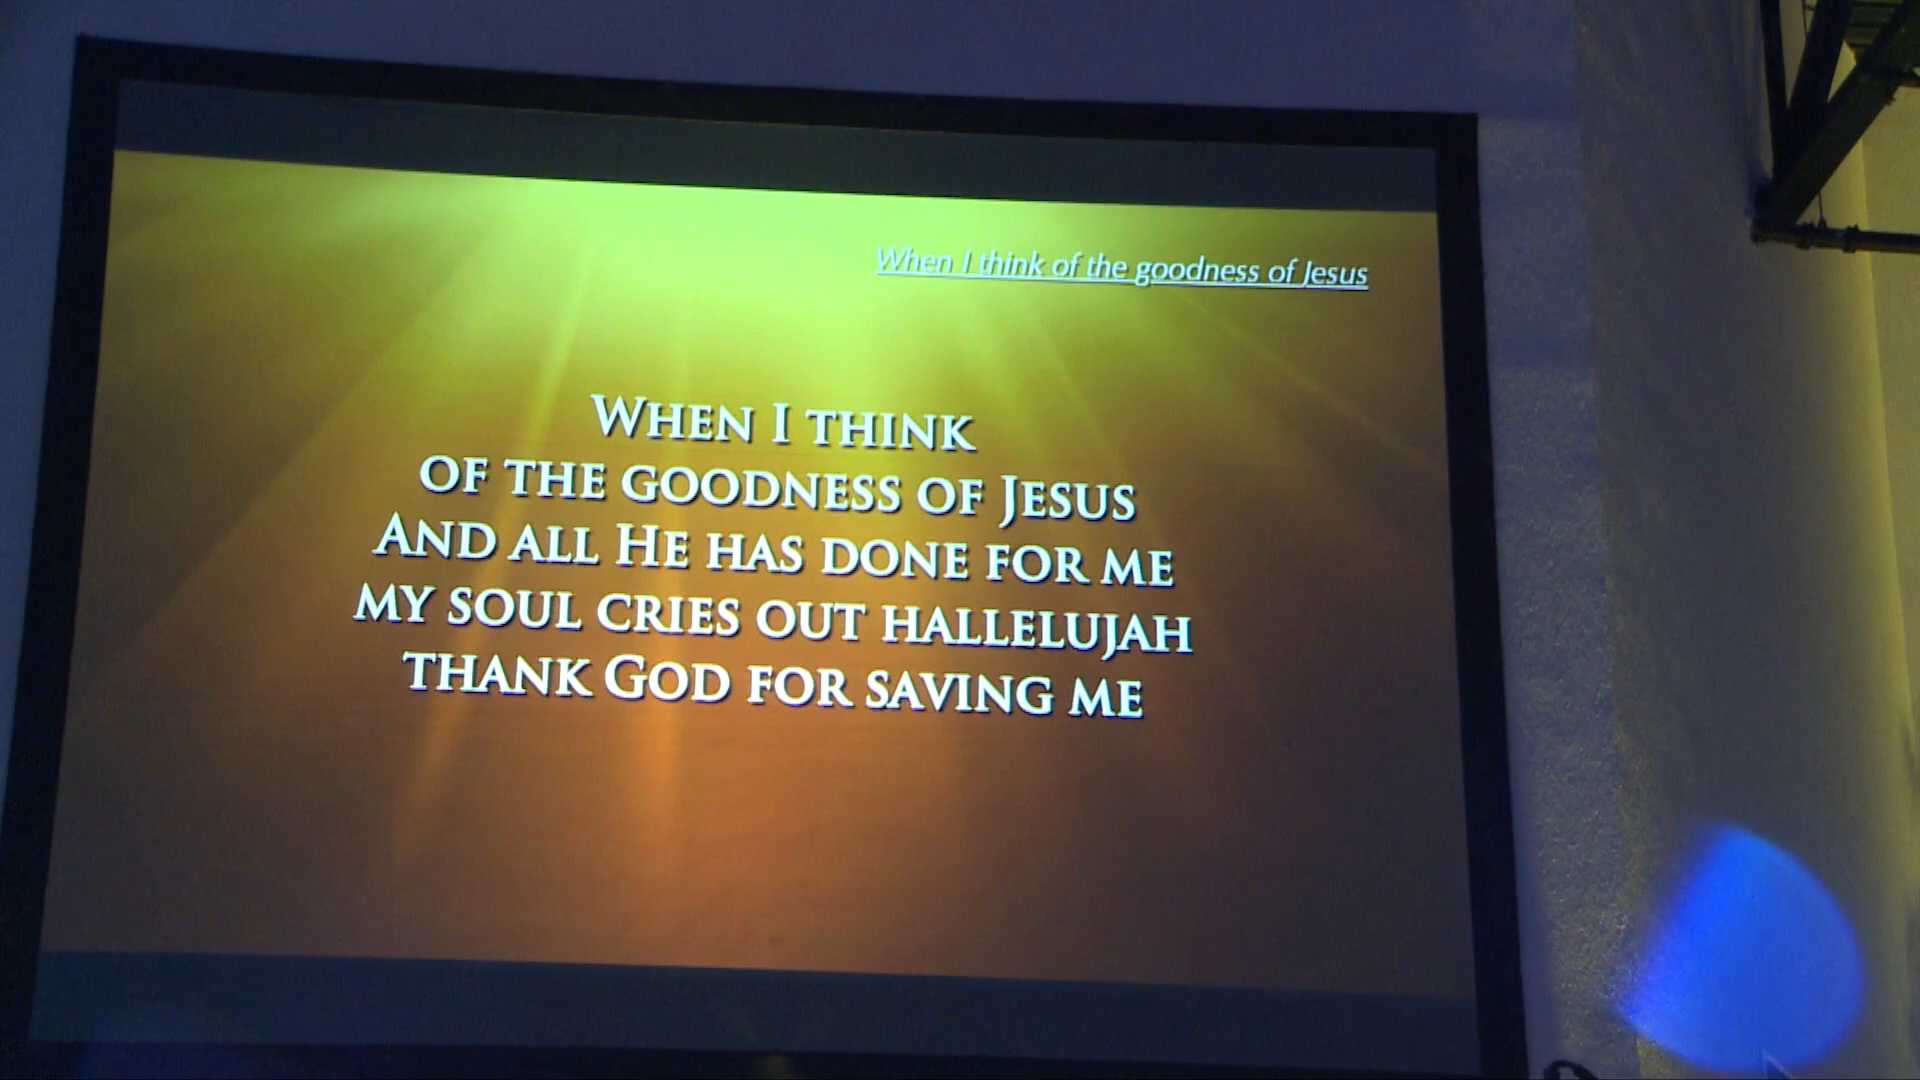 When I think of the goodness of Jesus
When I think
of the goodness of Jesus
And all He has done for me
my soul cries out hallelujah
thank God for saving me